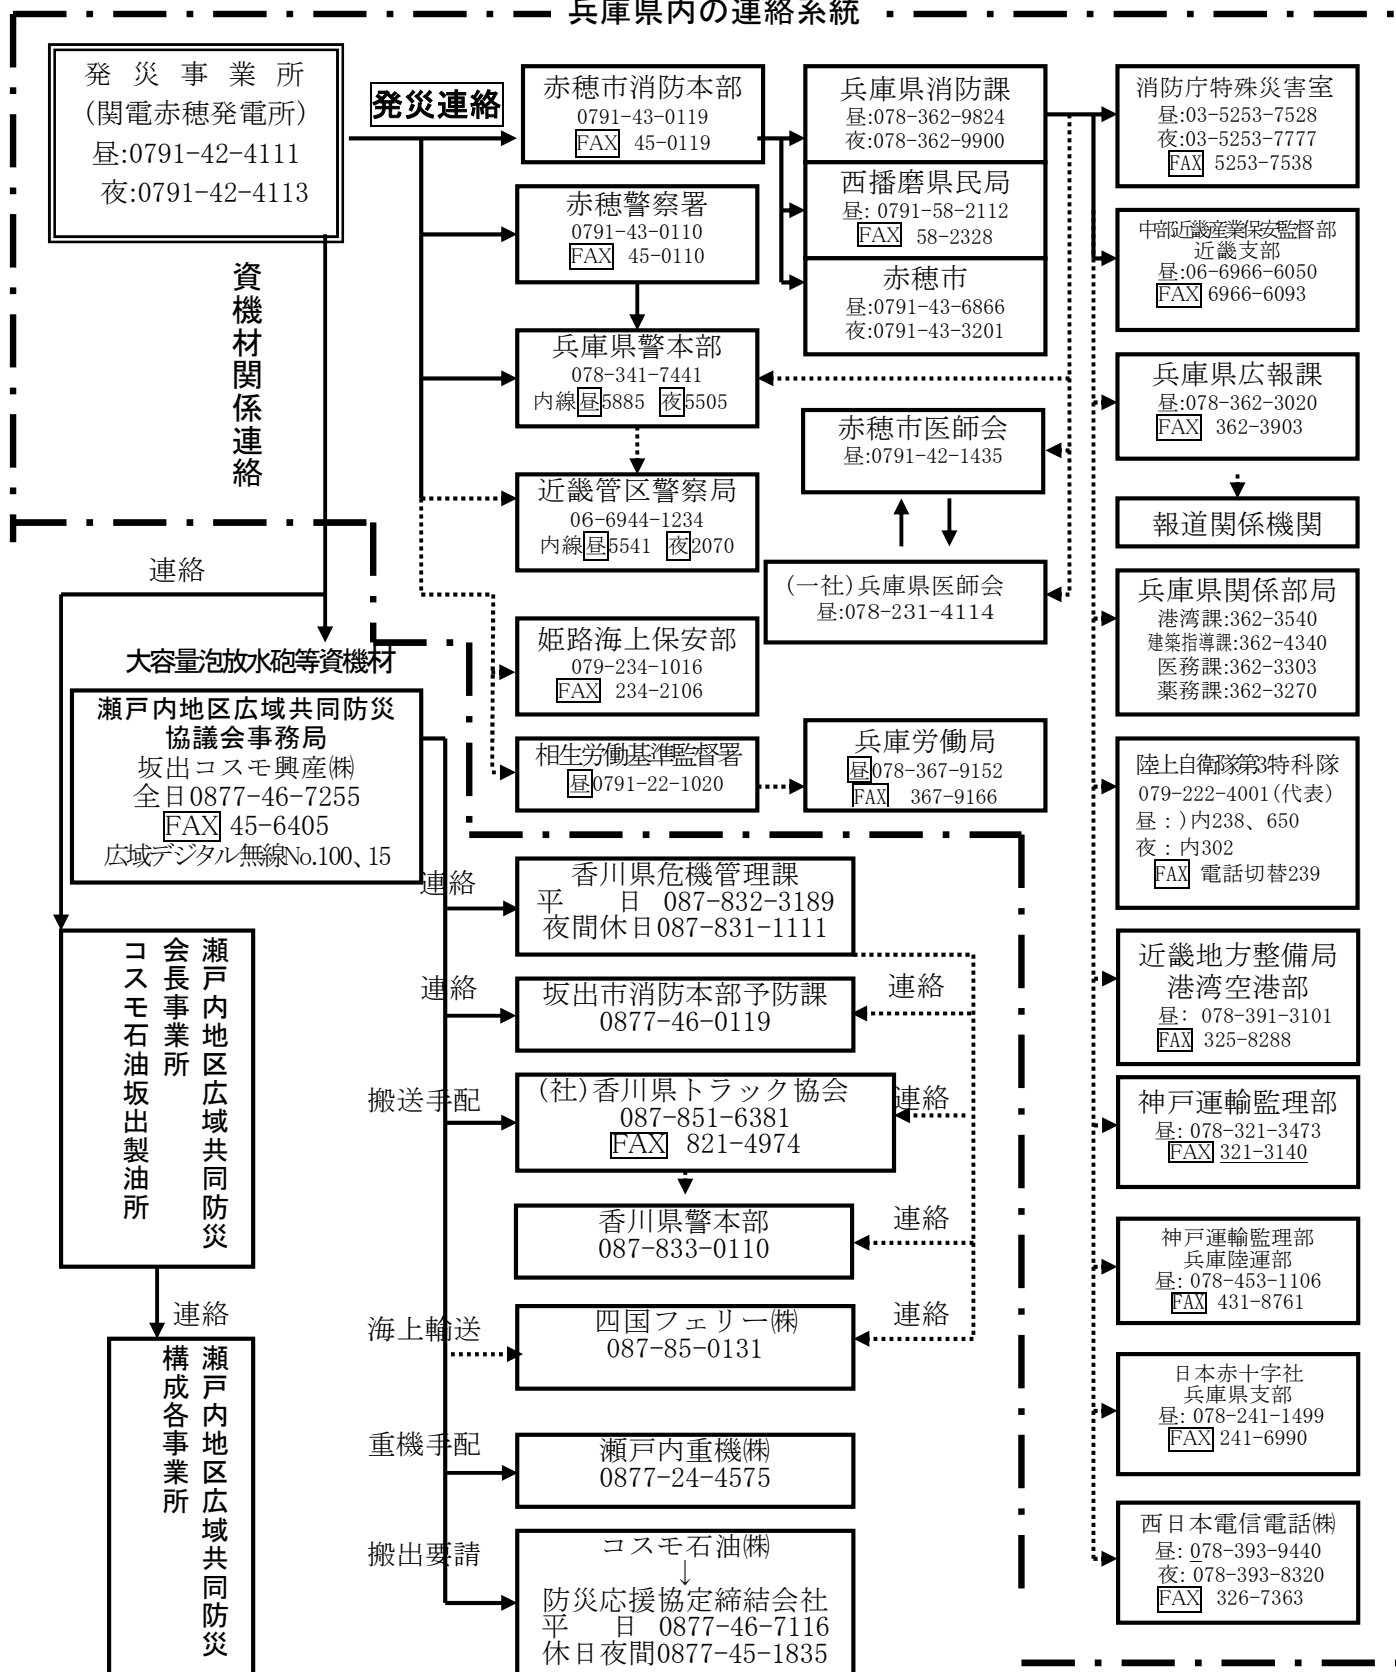 兵庫県内の連絡系統
発 災 事 業 所
(関電赤穂発電所)
昼:0791-42-4111
夜:0791-42-4113
発災連絡
資機材関係連絡
赤穂市消防本部
0791-43-0119
FAX 45-0119
赤穂警察署
0791-43-0110
FAX 45-0110
兵庫県警本部
078-341-7441
内線昼5885 夜5505
近畿管区警察局
06-6944-1234
内線昼5541 夜2070
姫路海上保安部
079-234-1016
FAX 234-2106
相生労働基準監督署
昼0791-22-1020
兵庫県消防課
昼:078-362-9824
夜:078-362-9900
西播磨県民局
昼: 0791-58-2112
FAX 58-2328
赤穂市
昼:0791-43-6866
夜:0791-43-3201
赤穂市医師会
昼:0791-42-1435
(一社)兵庫県医師会
昼:078-231-4114
兵庫労働局
昼078-367-9152
FAX 367-9166
消防庁特殊災害室
昼:03-5253-7528
夜:03-5253-7777
FAX 5253-7538
中部近畿産業保安監督部
近畿支部
昼:06-6966-6050
FAX 6966-6093
兵庫県広報課
昼:078-362-3020
FAX 362-3903
報道関係機関
兵庫県関係部局
港湾課:362-3540
建築指導課:362-4340
医務課:362-3303
薬務課:362-3270
陸上自衛隊第3特科隊
079-222-4001(代表)
昼：)内238、650
夜：内302
FAX 電話切替239
近畿地方整備局
港湾空港部
昼: 078-391-3101
FAX 325-8288
神戸運輸監理部
昼: 078-321-3473
FAX 321-3140
神戸運輸監理部
兵庫陸運部
昼: 078-453-1106
FAX 431-8761
日本赤十字社
兵庫県支部
昼: 078-241-1499
FAX 241-6990
西日本電信電話㈱
昼: 078-393-9440
夜: 078-393-8320
FAX 326-7363
連絡
大容量泡放水砲等資機材
瀬戸内地区広域共同防災
協議会事務局
坂出コスモ興産㈱
全日0877-46-7255
FAX 45-6405
広域デジタル無線No.100、15
瀬戸内地区広域共同防災
会長事業所
コスモ石油坂出製油所
連絡
瀬戸内地区広域共同防災
構成各事業所
連絡
香川県危機管理課
平　　日 087-832-3189
夜間休日087-831-1111
連絡
坂出市消防本部予防課
0877-46-0119
連絡
搬送手配
(社)香川県トラック協会
087-851-6381
FAX 821-4974
連絡
香川県警本部
087-833-0110
連絡
海上輸送
四国フェリー㈱
087-85-0131
連絡
重機手配
瀬戸内重機㈱
0877-24-4575
搬出要請
コスモ石油㈱
↓
防災応援協定締結会社
平　　日 0877-46-7116
休日夜間0877-45-1835